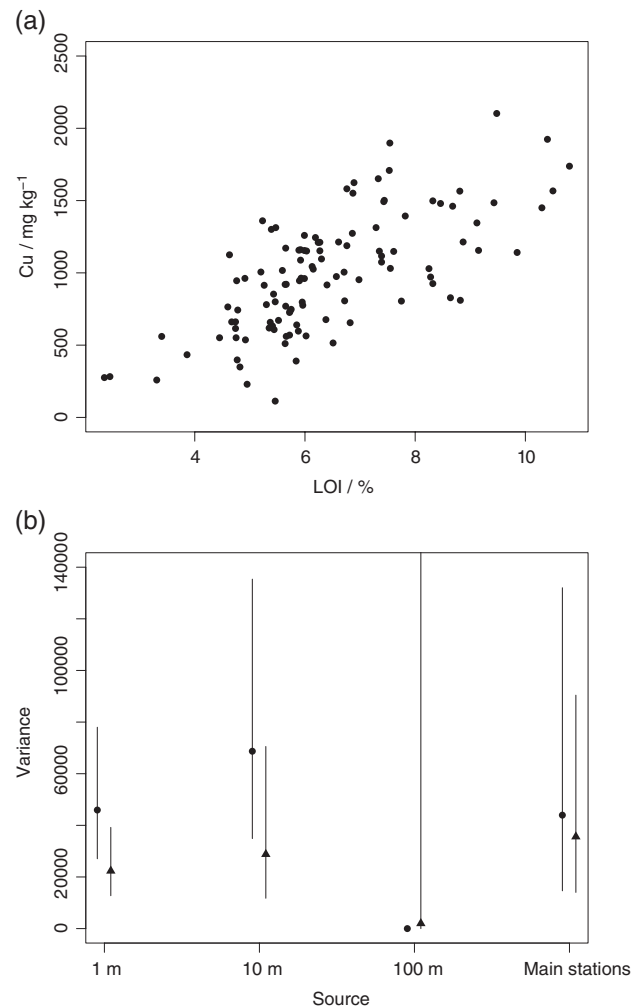 (a)
2500
2000
1500
1000
500
0
Cu / mg kg⁻¹
4 6 8 10
LOI / %
(b)
140000
100000
60000
20000
0
Variance
1 m 10 m 100 m Main stations
Source